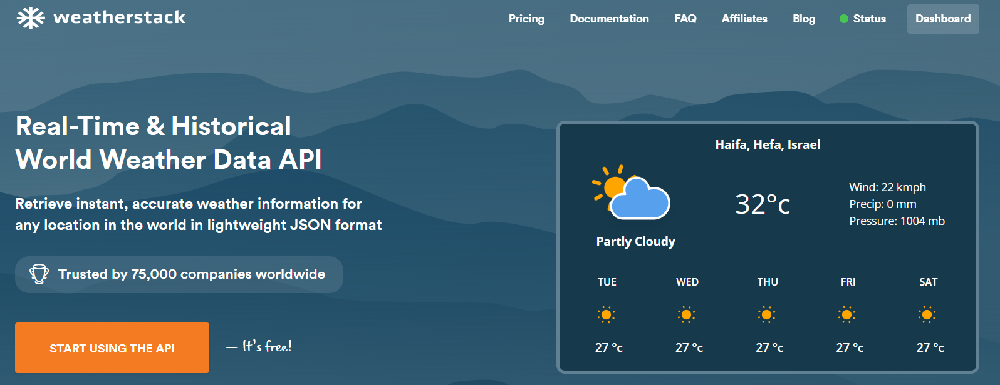 weatherstack
Pricing Documentation FAQ Affiliates Blog Status Dashboard
Real-Time & Historical
World Weather Data API
Retrieve instant, accurate weather information for
any location in the world in lightweight JSON format
Trusted by 75,000 companies worldwide
START USING THE API
— It's free!
Haifa, Hefa, Israel
Partly Cloudy
32°c
Wind: 22 kmph
Precip: 0 mm
Pressure: 1004 mb
TUE WED THU FRI SAT
27 °c 27 °c 27 °c 27 °c 27 °c